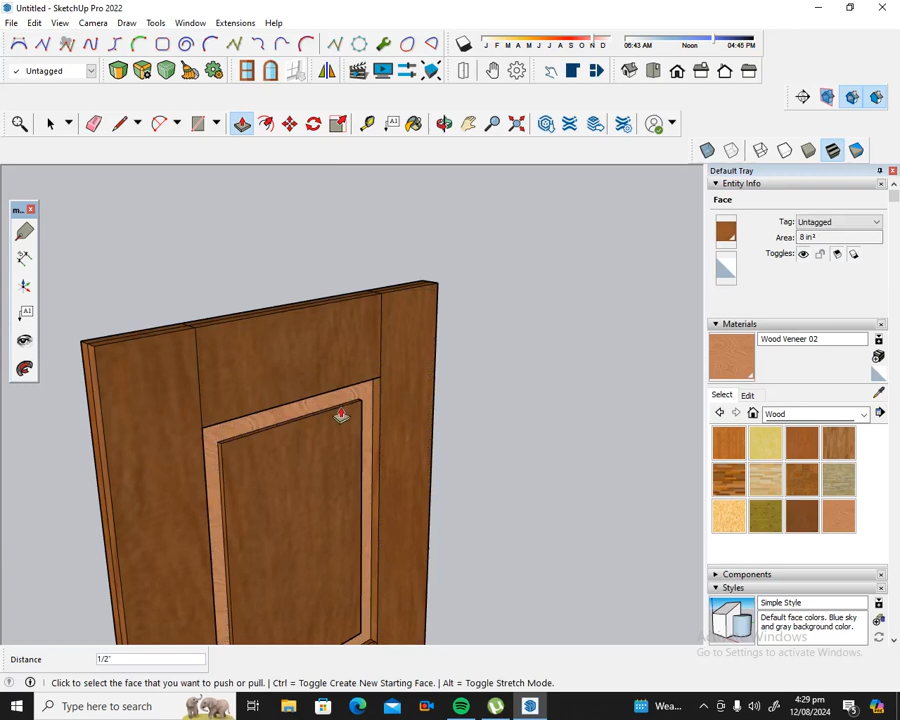 Untitled - SketchUp Pro 2022
File Edit View Camera Draw Tools Window Extensions Help
Untagged
J F M A M J J A S O N D
06:43 AM Noon 04:45 PM
m...
Default Tray
Entity Info
Face
Tag: Untagged
Area: 8 in²
Toggles:
Materials
Wood Veneer 02
Select Edit
Wood
Components
Styles
Simple Style
Default face colors. Blue sky
and gray background color.
Activate Windows
Go to Settings to activate Windows.
Distance 1/2"
Click to select the face that you want to push or pull. | Ctrl = Toggle Create New Starting Face. | Alt = Toggle Stretch Mode.
Type here to search
Wea...
4:29 pm
12/08/2024
5